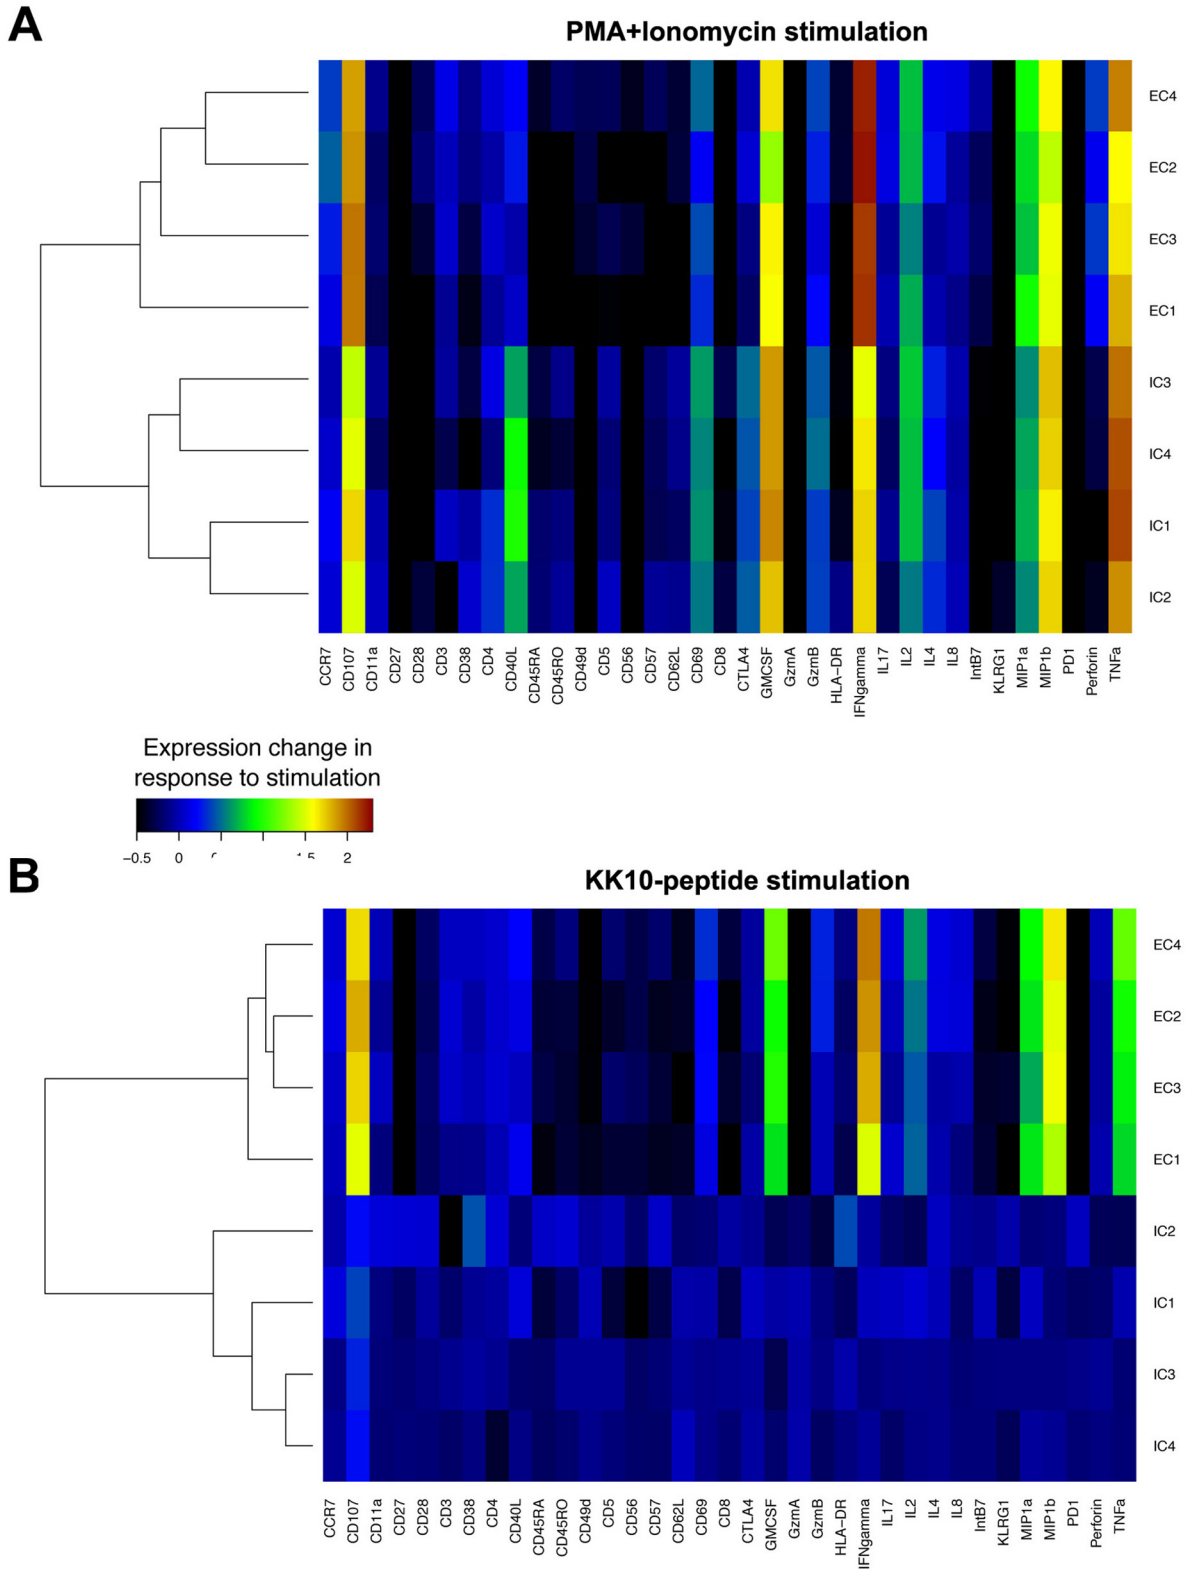 A
PMA+Ionomycin stimulation
EC4
EC2
EC3
EC1
IC3
IC4
IC1
IC2
CCR7
CD107
CD11a
CD27
CD28
CD3
CD38
CD4
CD40L
CD45RA
CD45RO
CD49d
CD5
CD56
CD57
CD62L
CD69
CD8
CTLA4
GMCSF
GzmA
GzmB
HLA-DR
IFNgamma
IL17
IL2
IL4
IL8
IntB7
KLRG1
MIP1a
MIP1b
PD1
Perforin
TNFa
Expression change in
response to stimulation
−0.5 0 2
B
KK10-peptide stimulation
EC4
EC2
EC3
EC1
IC2
IC1
IC3
IC4
CCR7
CD107
CD11a
CD27
CD28
CD3
CD38
CD4
CD40L
CD45RA
CD45RO
CD49d
CD5
CD56
CD57
CD62L
CD69
CD8
CTLA4
GMCSF
GzmA
GzmB
HLA-DR
IFNgamma
IL17
IL2
IL4
IL8
IntB7
KLRG1
MIP1a
MIP1b
PD1
Perforin
TNFa